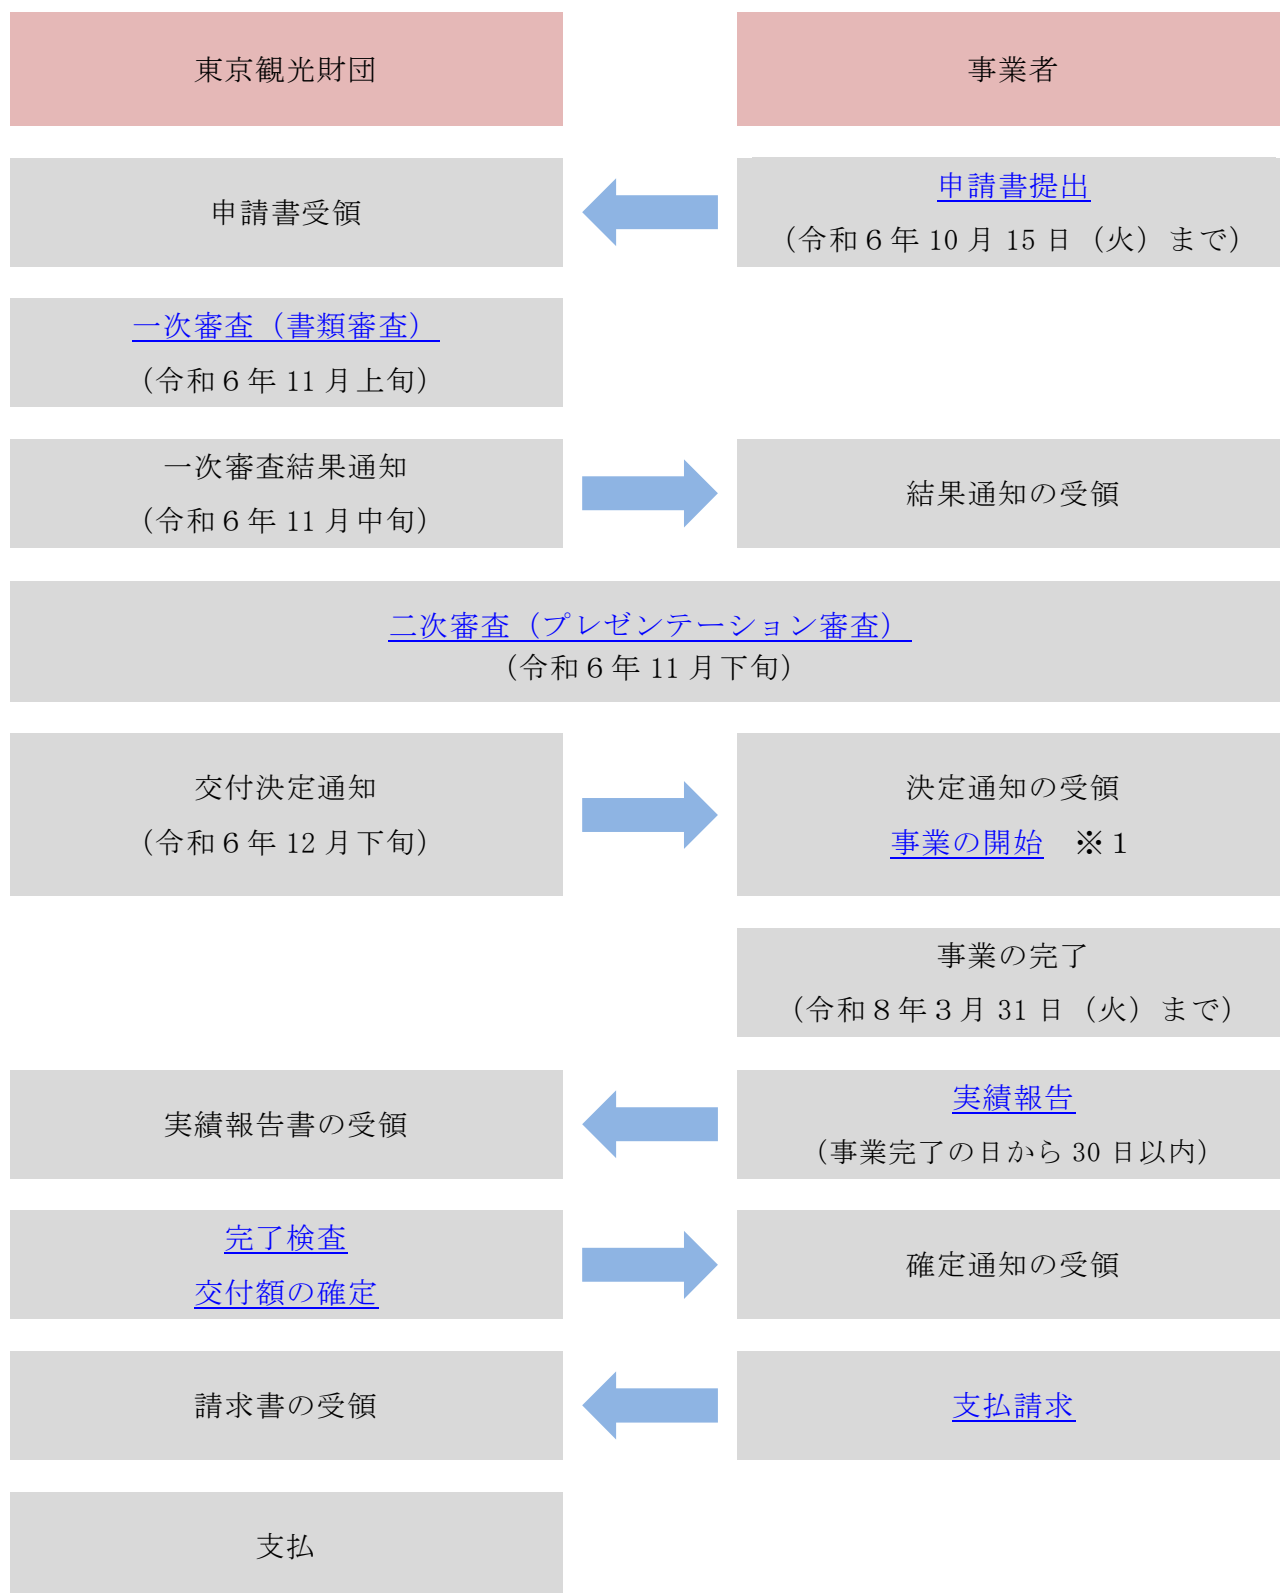 東京観光財団
事業者
申請書受領
申請書提出
（令和６年 10 月 15 日（火）まで）
一次審査（書類審査）
（令和６年 11 月上旬）
一次審査結果通知
（令和６年 11 月中旬）
結果通知の受領
二次審査（プレゼンテーション審査）
（令和６年 11 月下旬）
交付決定通知
（令和６年 12 月下旬）
決定通知の受領
事業の開始　※１
事業の完了
（令和８年３月 31 日（火）まで）
実績報告書の受領
実績報告
（事業完了の日から 30 日以内）
完了検査
交付額の確定
確定通知の受領
請求書の受領
支払請求
支払